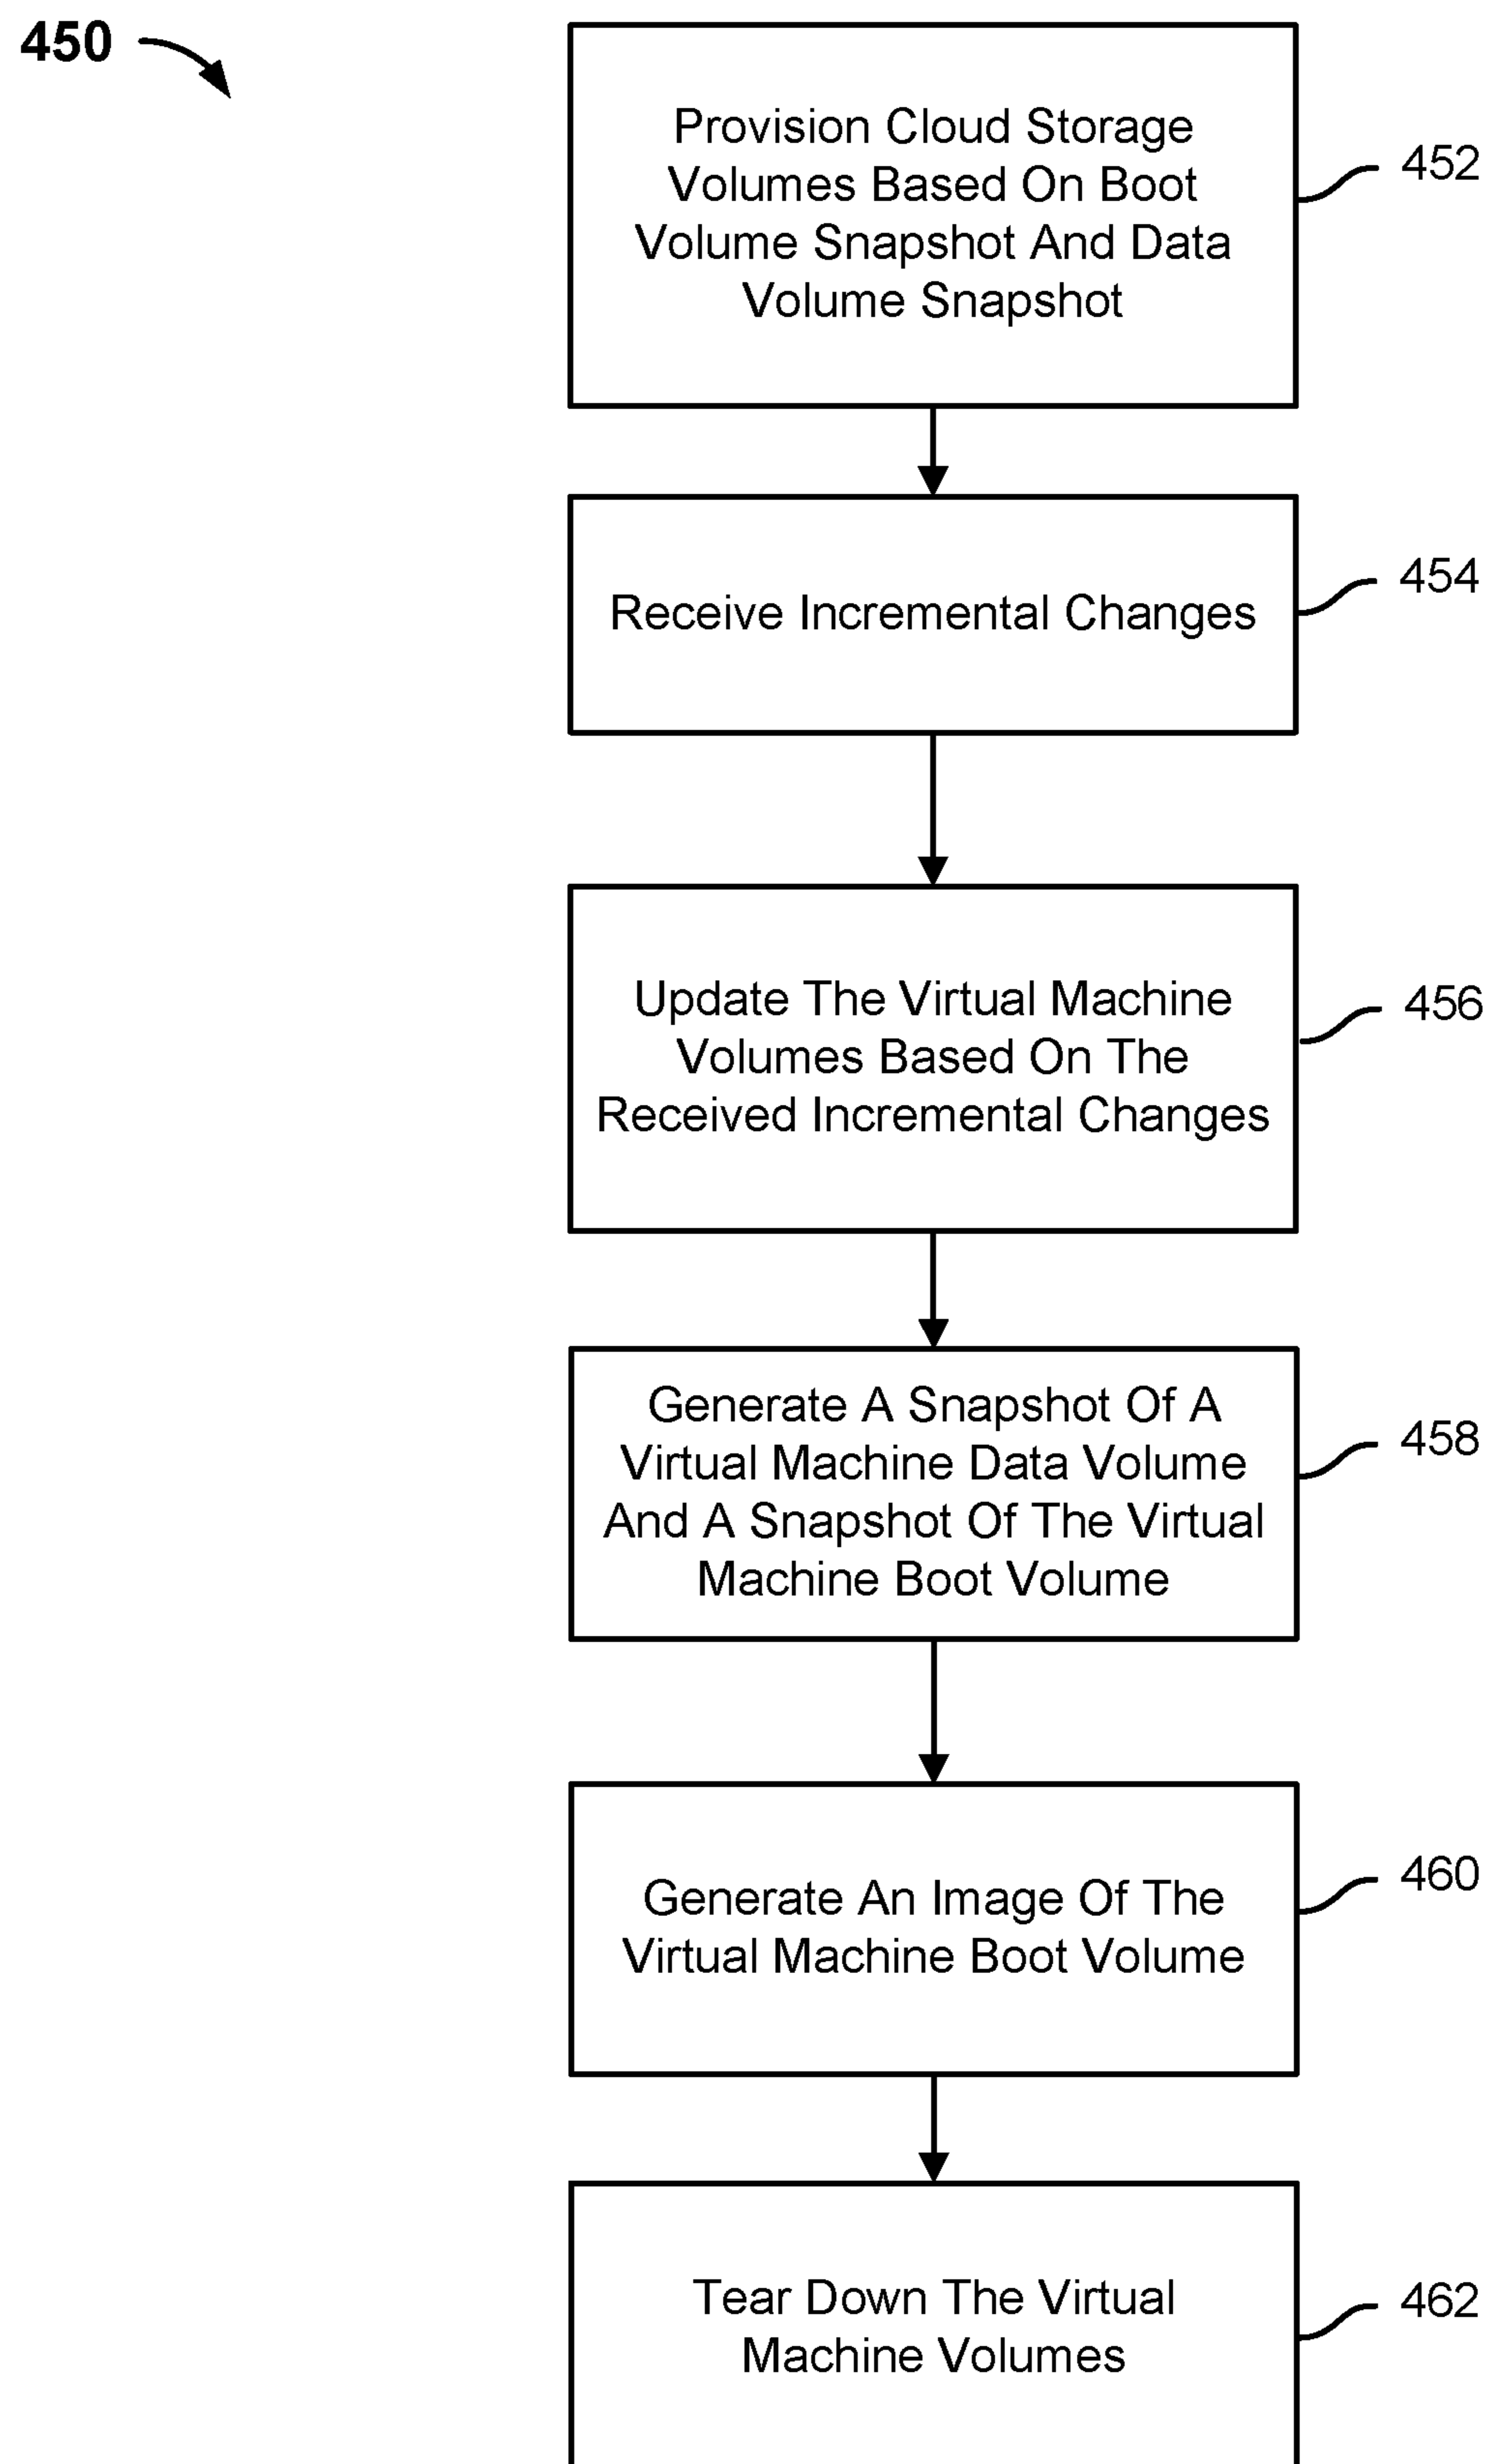 450
Provision Cloud Storage
Volumes Based On Boot
Volume Snapshot And Data
Volume Snapshot
452
Receive Incremental Changes
454
Update The Virtual Machine
Volumes Based On The
Received Incremental Changes
456
Generate A Snapshot Of A
Virtual Machine Data Volume
And A Snapshot Of The Virtual
Machine Boot Volume
458
Generate An Image Of The
Virtual Machine Boot Volume
460
Tear Down The Virtual
Machine Volumes
462